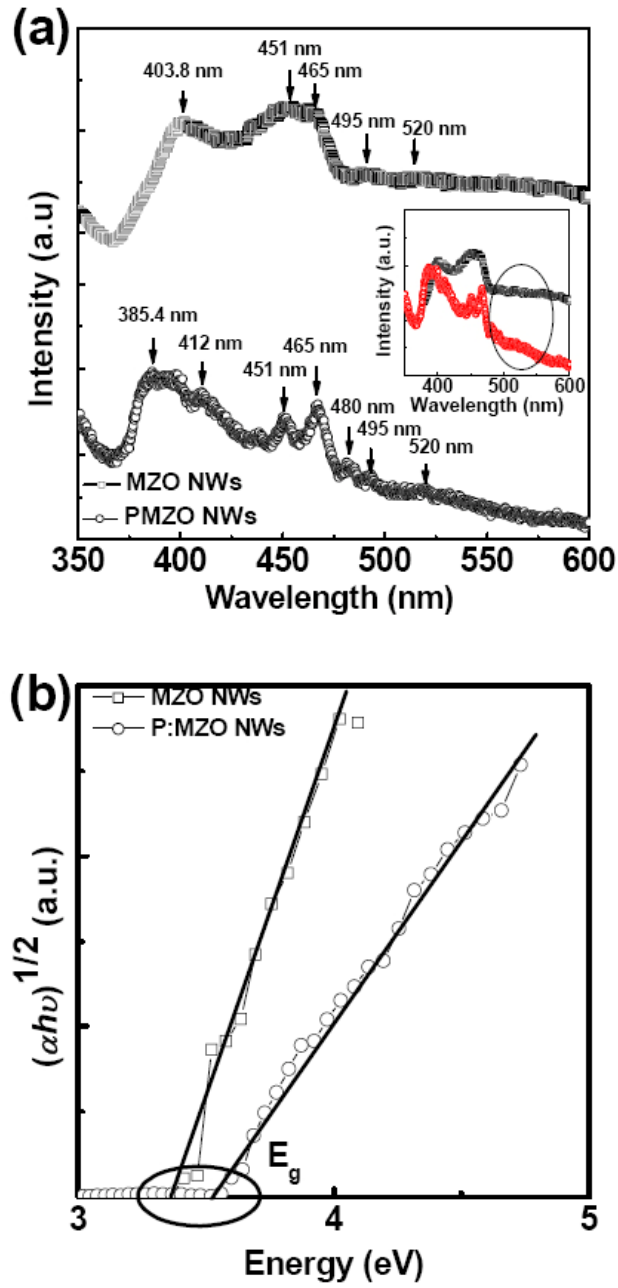 (a)
451 nm
403.8 nm
465 nm
495 nm
520 nm
Intensity (a.u)
385.4 nm
412 nm
451 nm
465 nm
480 nm
495 nm
520 nm
MZO NWs
PMZO NWs
350 400 450 500 550 600
Wavelength (nm)
Intensity (a.u.)
400 450 500 550 600
Wavelength (nm)
(b)
MZO NWs
P:MZO NWs
(αhυ)1/2 (a.u.)
Eg
3 4 5
Energy (eV)